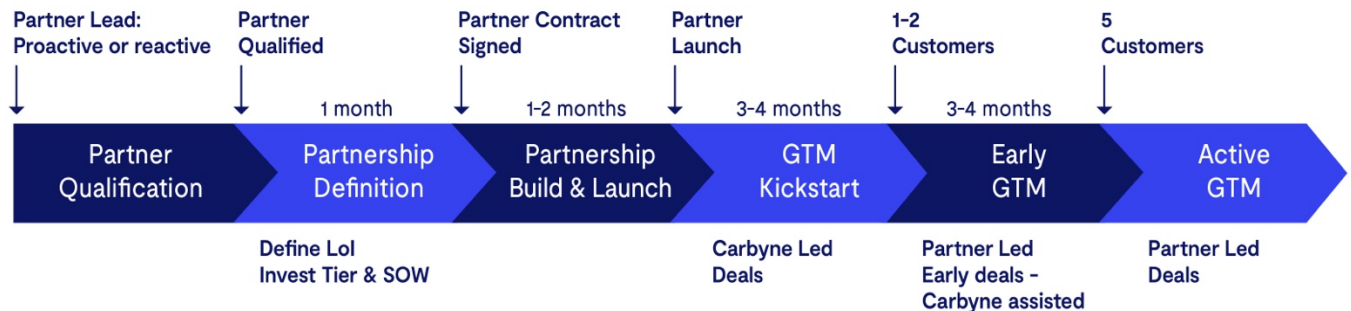 Partner Lead:
Proactive or reactive
Partner
Qualified
Partner Contract
Signed
Partner
Launch
1-2
Customers
5
Customers
1 month
1-2 months
3-4 months
3-4 months
Partner
Qualification
Partnership
Definition
Partnership
Build & Launch
GTM
Kickstart
Early
GTM
Active
GTM
Define LoI
Invest Tier & SOW
Carbyne Led
Deals
Partner Led
Early deals -
Carbyne assisted
Partner Led
Deals